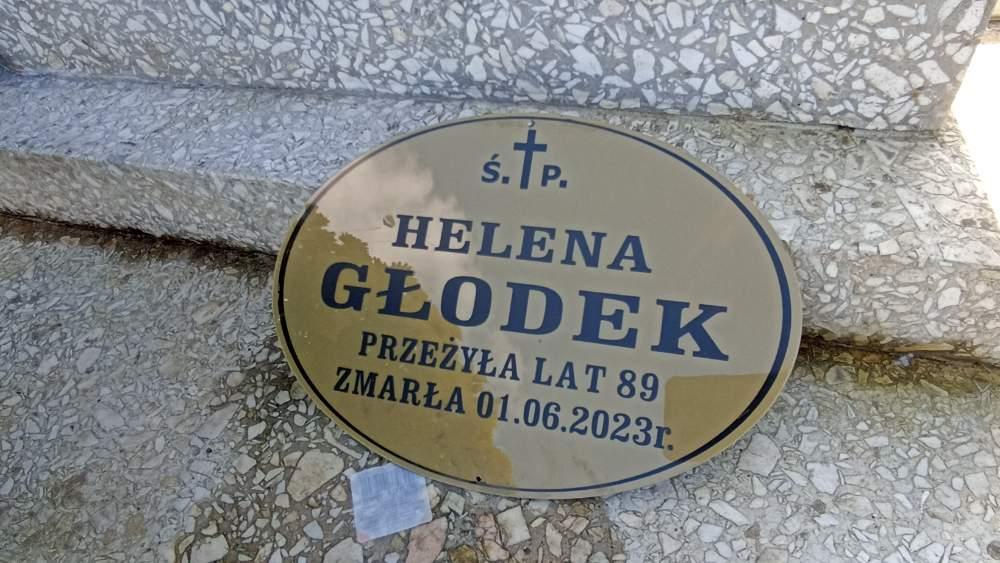 Ś. P.
HELENA
GŁODEK
PRZEŻYŁA LAT 89
ZMARŁA 01.06.2023r.